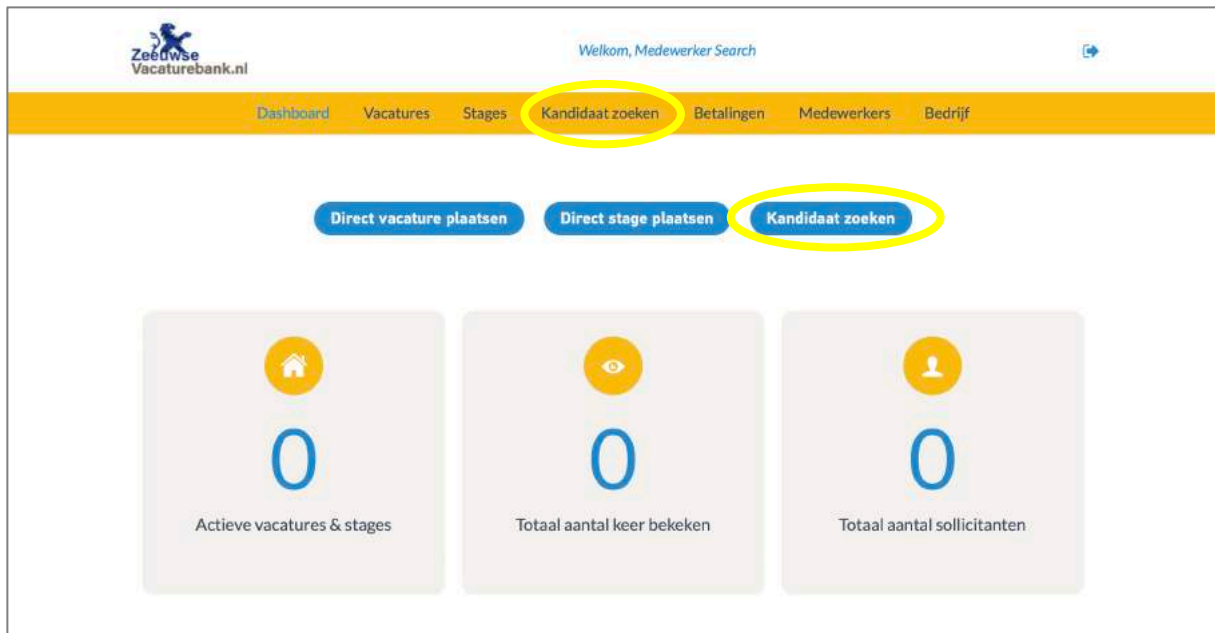 Zeeuwse
Vacaturebank.nl
Welkom, Medewerker Search
Dashboard Vacatures Stages Kandidaat zoeken Betalingen Medewerkers Bedrijf
Direct vacature plaatsen Direct stage plaatsen Kandidaat zoeken
0 0 0
Actieve vacatures & stages Totaal aantal keer bekeken Totaal aantal sollicitanten